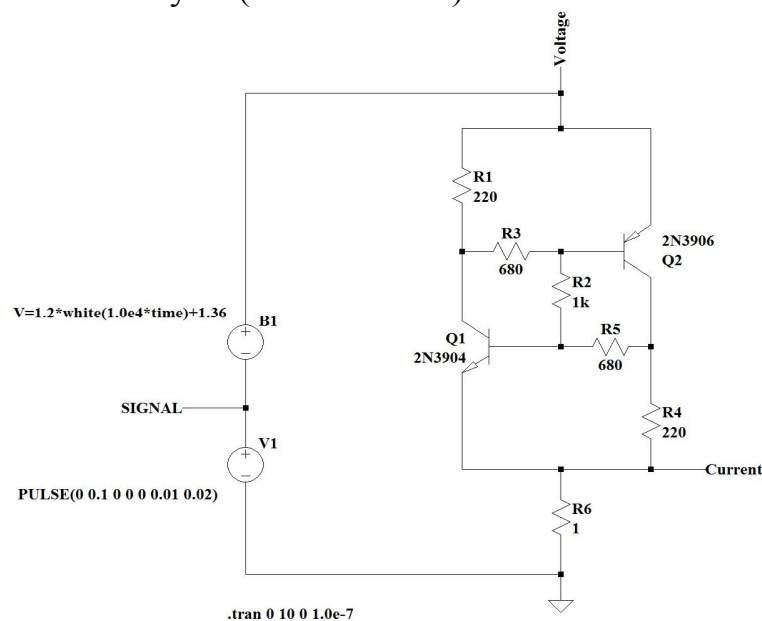 Voltage
R1
220
R3
680
2N3906
Q2
R2
1k
V=1.2*white(1.0e4*time)+1.36
B1
R5
680
Q1
2N3904
SIGNAL
R4
220
V1
Current
PULSE(0 0.1 0 0 0 0.01 0.02)
R6
1
.tran 0 10 0 1.0e-7